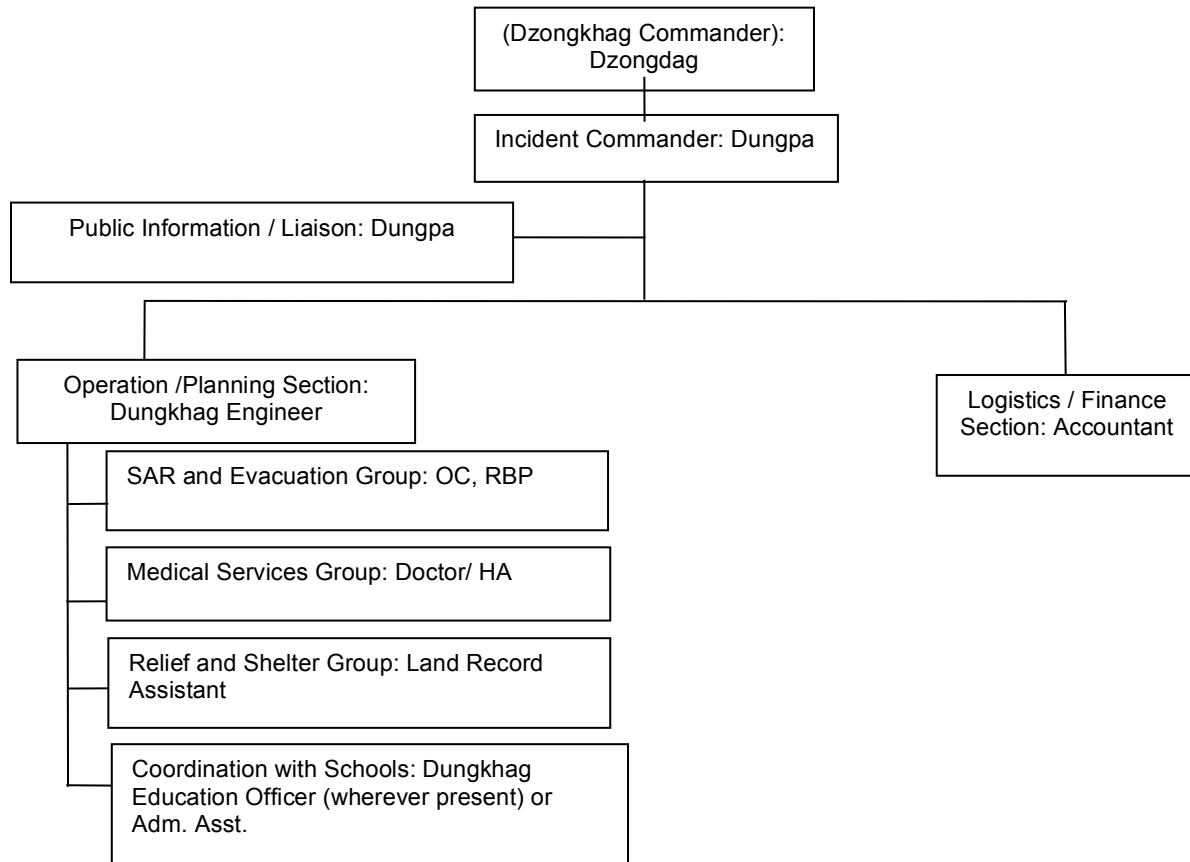 (Dzongkhag Commander):
Dzongdag
Incident Commander: Dungpa
Public Information / Liaison: Dungpa
Operation /Planning Section:
Dungkhag Engineer
Logistics / Finance
Section: Accountant
SAR and Evacuation Group: OC, RBP
Medical Services Group: Doctor/ HA
Relief and Shelter Group: Land Record
Assistant
Coordination with Schools: Dungkhag
Education Officer (wherever present) or
Adm. Asst.